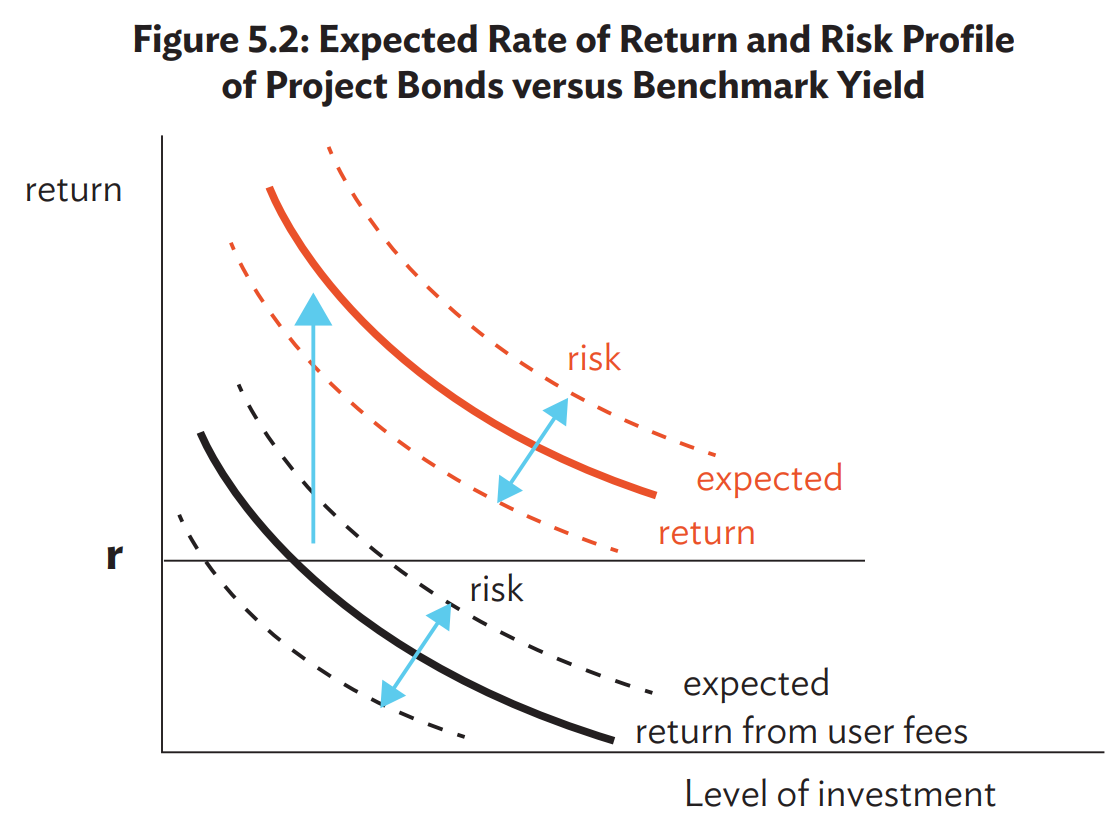 Figure 5.2: Expected Rate of Return and Risk Profile
of Project Bonds versus Benchmark Yield
return
risk
expected
return
r
risk
expected
return from user fees
Level of investment